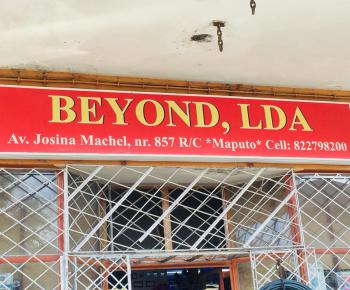 BEYOND, LDA
Av. Josina Machel, nr. 857 R/C *Maputo* Cell: 822798200